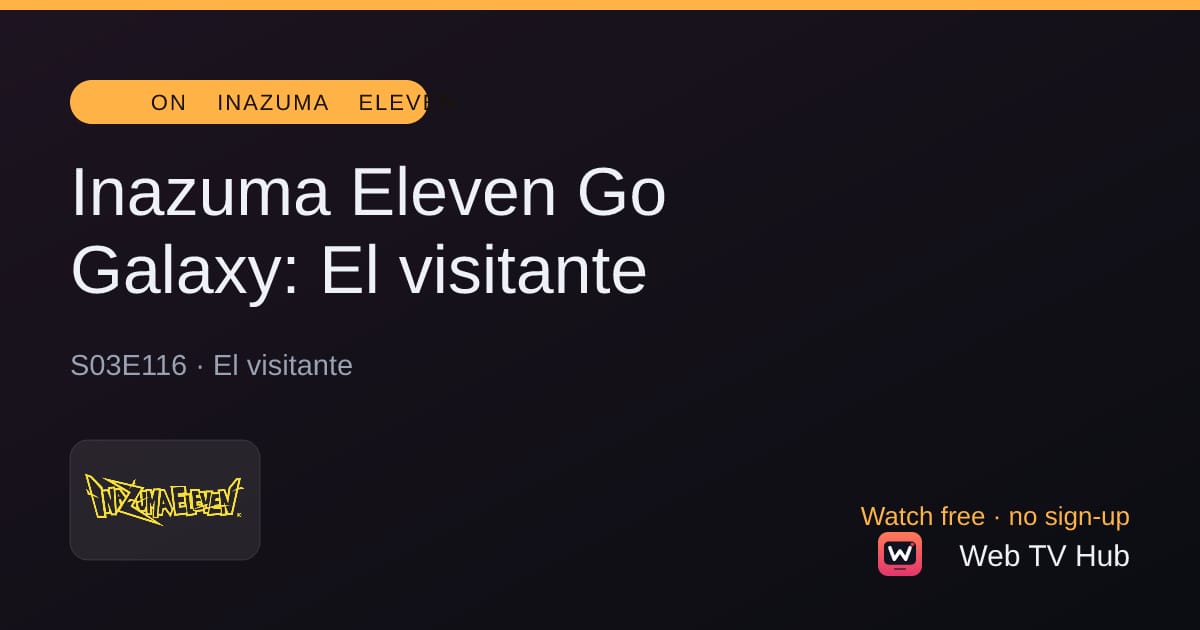 ON INAZUMA ELEVEN
Inazuma Eleven Go
Galaxy: El visitante
S03E116 · El visitante
INAZUMA ELEVEN
Watch free · no sign-up
W
Web TV Hub